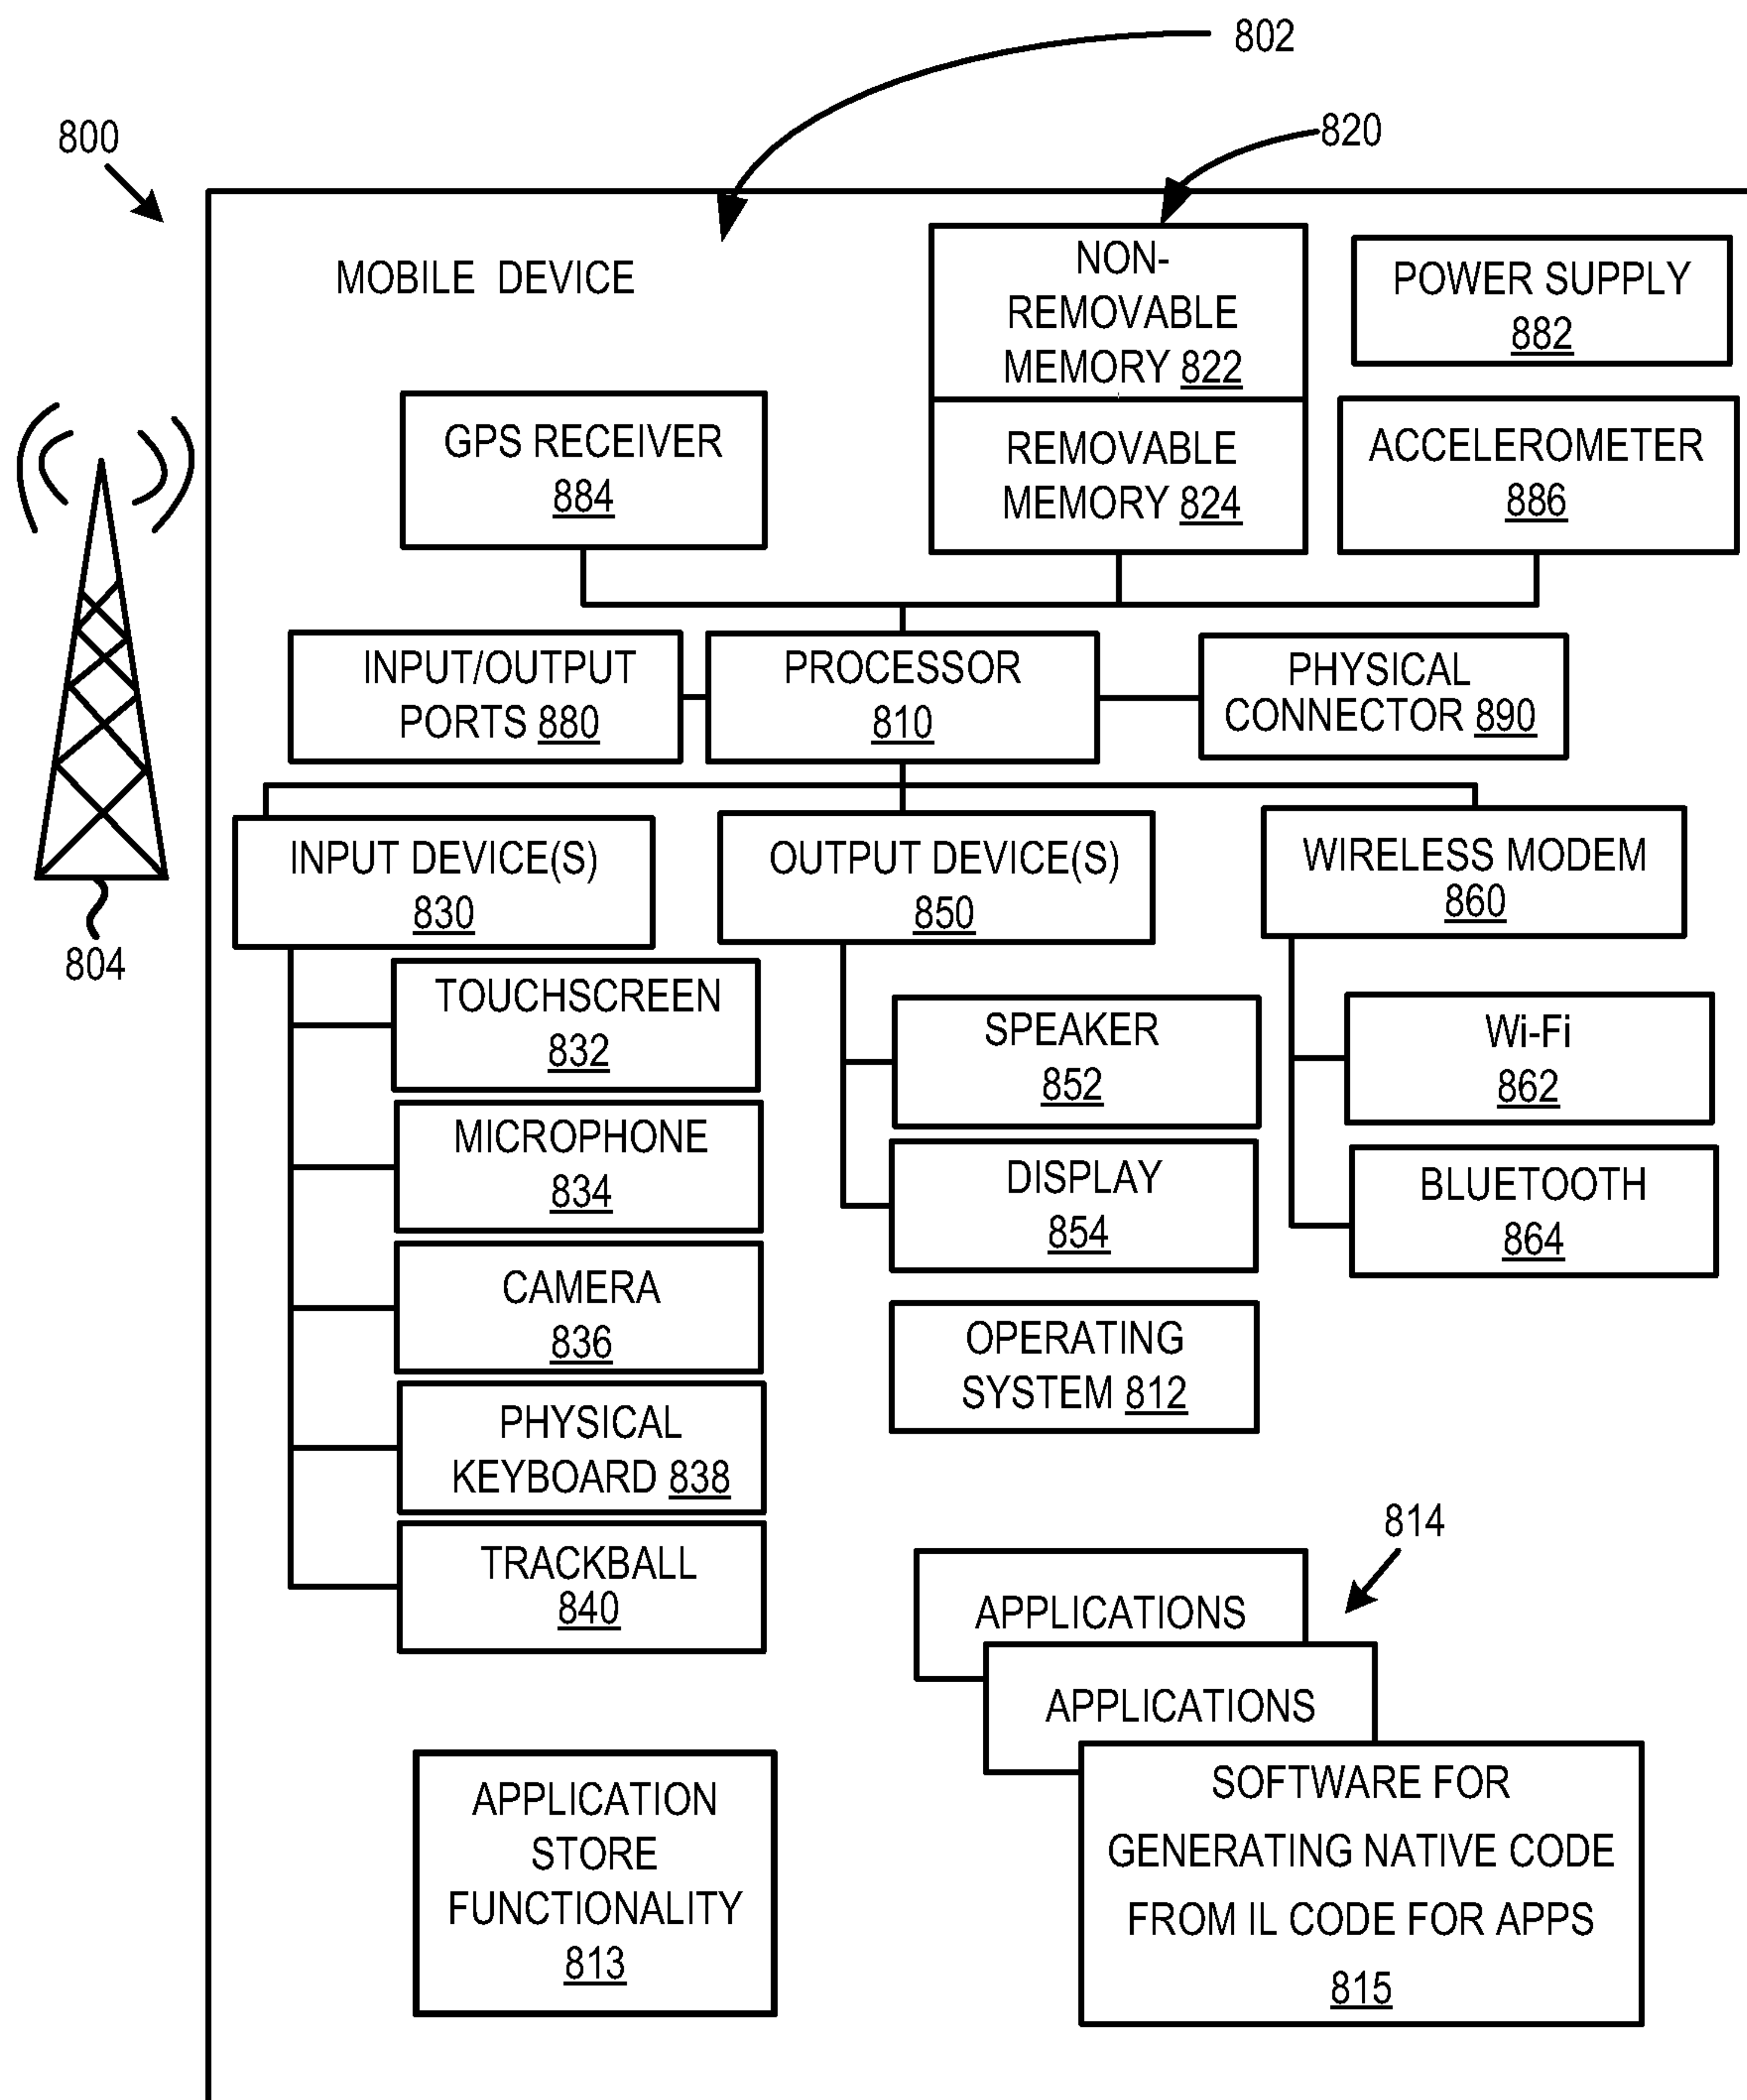 802
820
800
MOBILE DEVICE
NON-
REMOVABLE
MEMORY 822
POWER SUPPLY
882
GPS RECEIVER
884
REMOVABLE
MEMORY 824
ACCELEROMETER
886
INPUT/OUTPUT
PORTS 880
PROCESSOR
810
PHYSICAL
CONNECTOR 890
INPUT DEVICE(S)
830
OUTPUT DEVICE(S)
850
WIRELESS MODEM
860
804
TOUCHSCREEN
832
MICROPHONE
834
CAMERA
836
PHYSICAL
KEYBOARD 838
TRACKBALL
840
SPEAKER
852
DISPLAY
854
Wi-Fi
862
BLUETOOTH
864
OPERATING
SYSTEM 812
814
APPLICATIONS
APPLICATIONS
SOFTWARE FOR
GENERATING NATIVE CODE
FROM IL CODE FOR APPS
815
APPLICATION
STORE
FUNCTIONALITY
813